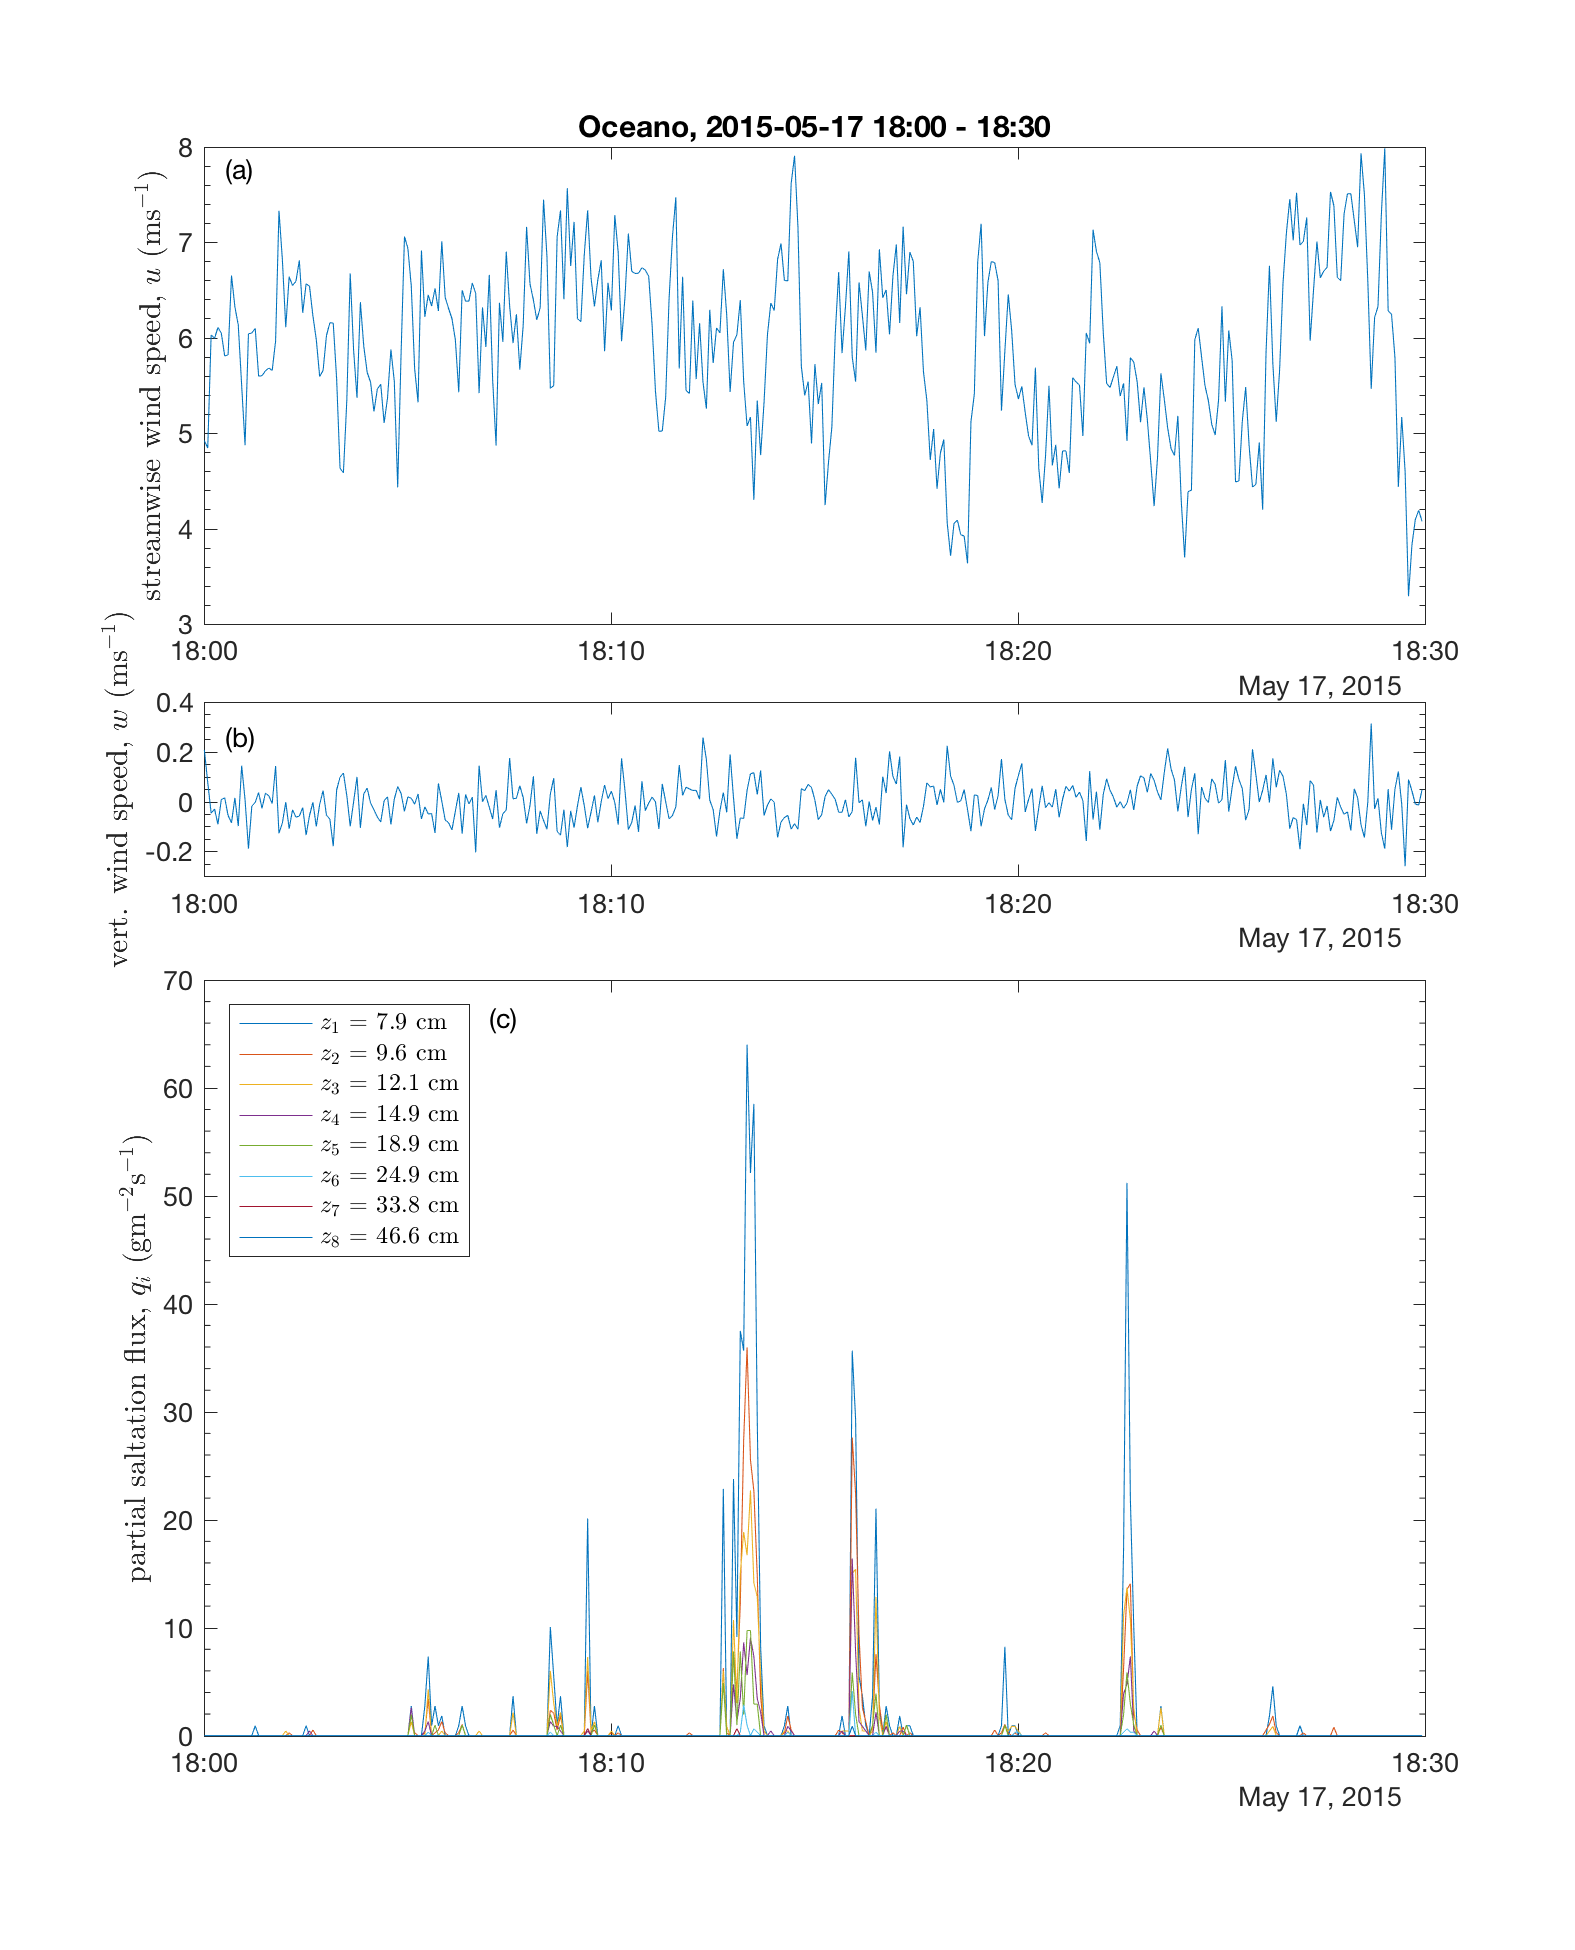 Oceano, 2015-05-17 18:00 - 18:30
(a)
streamwise wind speed, u (ms⁻¹)
8
7
6
5
4
3
18:00 18:10 18:20 18:30
May 17, 2015
(b)
vert. wind speed, w (ms⁻¹)
0.4
0.2
0
-0.2
18:00 18:10 18:20 18:30
May 17, 2015
(c)
partial saltation flux, qᵢ (gm⁻²s⁻¹)
70
60
50
40
30
20
10
0
z₁ = 7.9 cm
z₂ = 9.6 cm
z₃ = 12.1 cm
z₄ = 14.9 cm
z₅ = 18.9 cm
z₆ = 24.9 cm
z₇ = 33.8 cm
z₈ = 46.6 cm
18:00 18:10 18:20 18:30
May 17, 2015